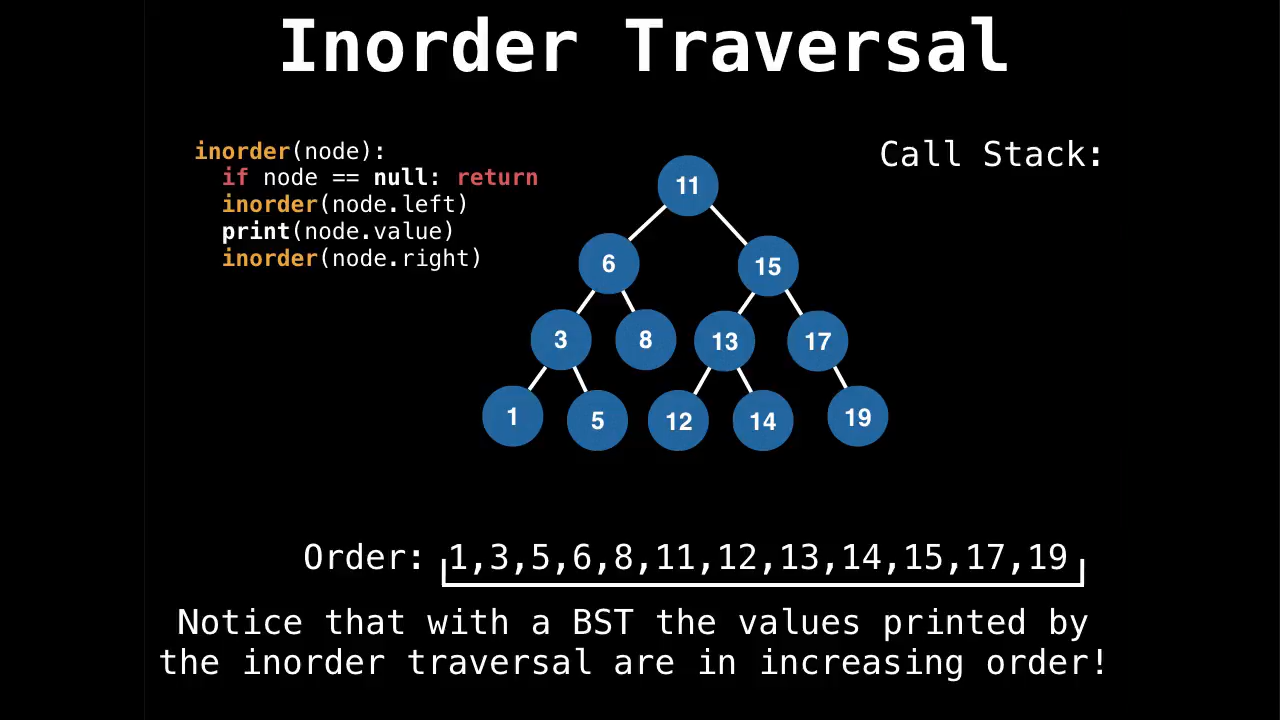 Inorder Traversal
inorder(node):
if node == null: return
inorder(node.left)
print(node.value)
inorder(node.right)
Call Stack:
11
6
15
3
8
13
17
1
5
12
14
19
Order: 1,3,5,6,8,11,12,13,14,15,17,19
Notice that with a BST the values printed by
the inorder traversal are in increasing order!